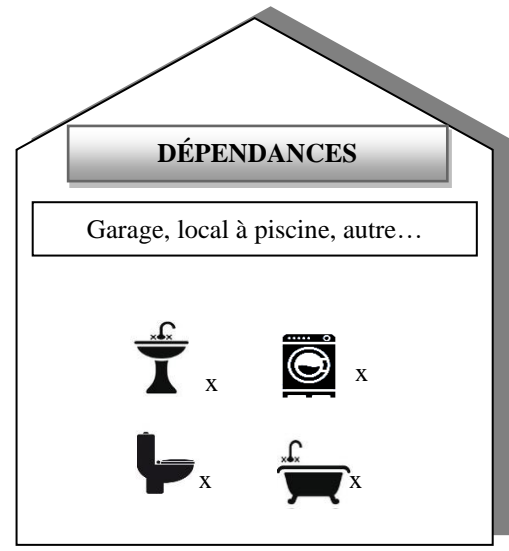 DÉPENDANCES
Garage, local à piscine, autre…
x x
x x